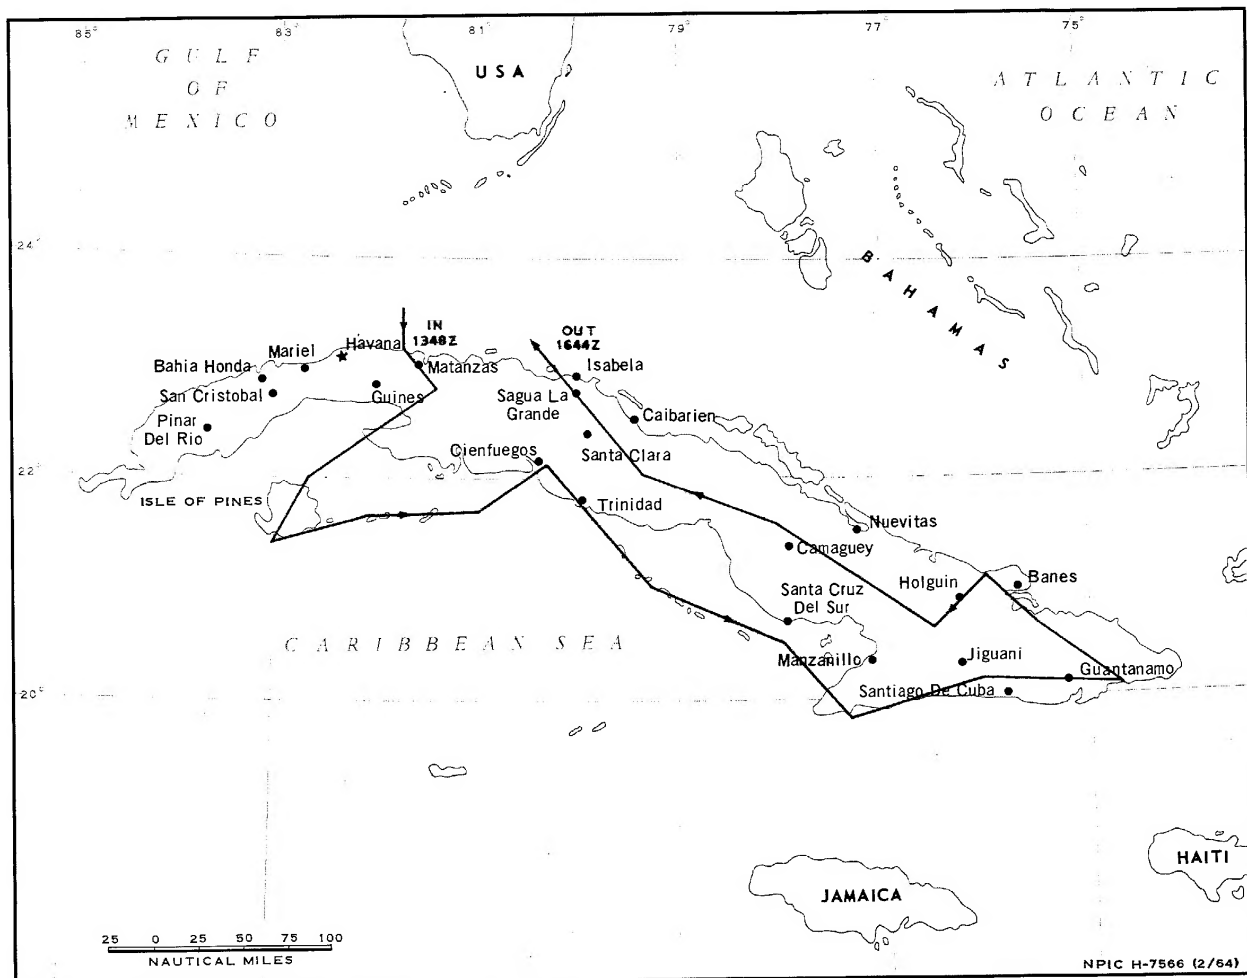 85°
83°
81°
79°
77°
75°
GULF
OF
MEXICO
USA
ATLANTIC
OCEAN
24°
BAHAMAS
IN
1348Z
OUT
1644Z
Havana
Mariel
Bahia Honda
Matanzas
Isabela
San Cristobal
Guines
Sagua La
Grande
Caibarien
Pinar
Del Rio
Cienfuegos
Santa Clara
22°
ISLE OF PINES
Trinidad
Nuevitas
Camaguey
Holguin
Banes
Santa Cruz
Del Sur
CARIBBEAN SEA
Manzanillo
Jiguani
Guantanamo
20°
Santiago De Cuba
HAITI
JAMAICA
25 0 25 50 75 100
NAUTICAL MILES
NPIC H-7566 (2/64)